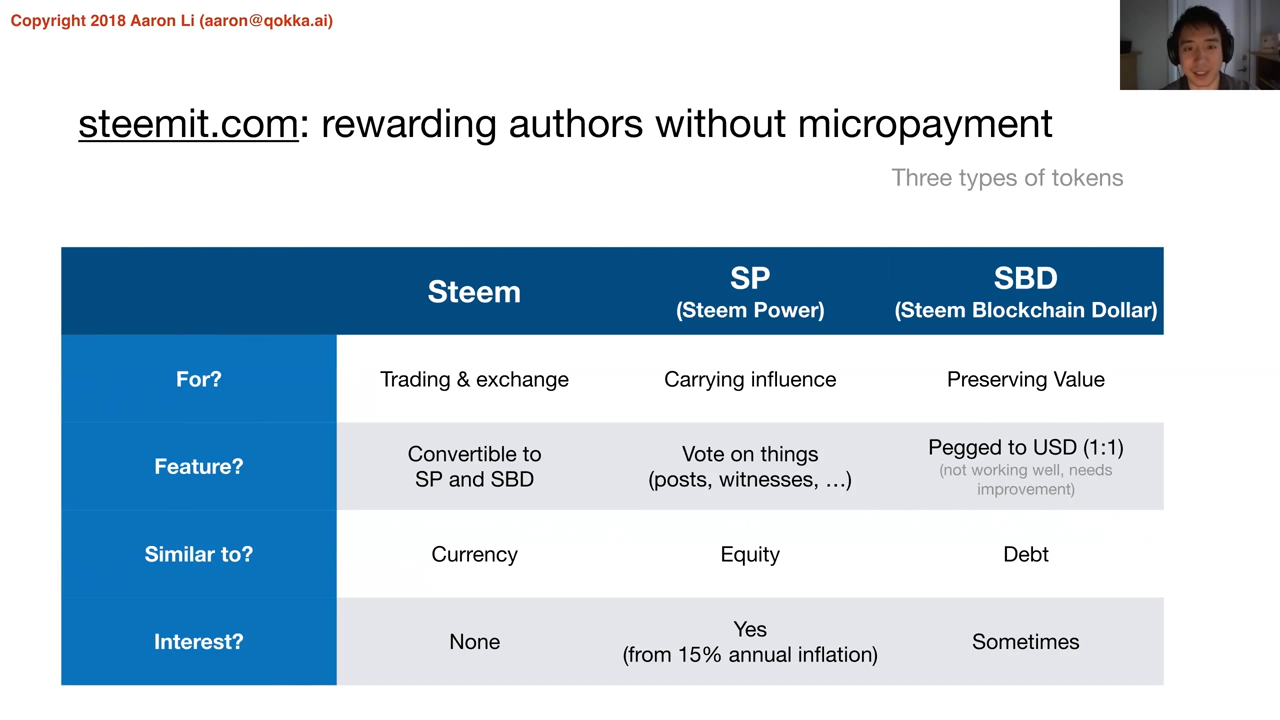 Copyright 2018 Aaron Li (aaron@qokka.ai)
steemit.com: rewarding authors without micropayment
Three types of tokens
Steem
SP
(Steem Power)
SBD
(Steem Blockchain Dollar)
For?
Trading & exchange
Carrying influence
Preserving Value
Feature?
Convertible to
SP and SBD
Vote on things
(posts, witnesses, …)
Pegged to USD (1:1)
(not working well, needs
improvement)
Similar to?
Currency
Equity
Debt
Interest?
None
Yes
(from 15% annual inflation)
Sometimes